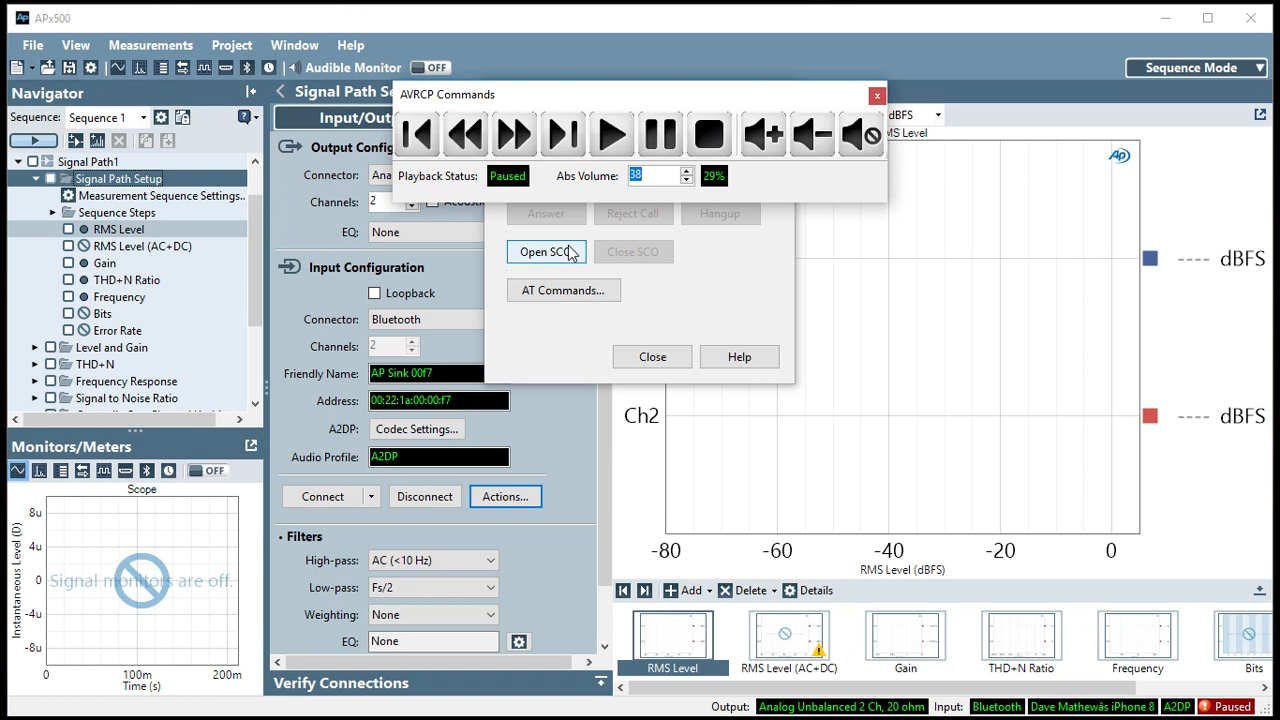 APx500
File View Measurements Project Window Help
Audible Monitor OFF
Sequence Mode
Navigator
Sequence: Sequence 1
Signal Path1
Signal Path Setup
Measurement Sequence Settings...
Sequence Steps
RMS Level
RMS Level (AC+DC)
Gain
THD+N Ratio
Frequency
Bits
Error Rate
Level and Gain
THD+N
Frequency Response
Signal to Noise Ratio
Monitors/Meters
OFF
Scope
Instantaneous Level (D)
8u
4u
0
-4u
-8u
Signal monitors are off.
100m
200m
Time (s)
Signal Path Se
Input/Out
Output Config
Connector: Ana
Channels: 2
EQ: None
Input Configuration
Loopback
Connector: Bluetooth
Channels: 2
Friendly Name: AP Sink 00f7
Address: 00:22:1a:00:00:f7
A2DP: Codec Settings...
Audio Profile: A2DP
Connect Disconnect Actions...
Filters
High-pass: AC (<10 Hz)
Low-pass: Fs/2
Weighting: None
EQ: None
Verify Connections
AVRCP Commands
x
Playback Status: Paused Abs Volume: 38 29%
Answer Reject Call Hangup
Open SCO Close SCO
AT Commands...
Close Help
dBFS
RMS Level
AP
---- dBFS
Ch2
---- dBFS
-80 -60 -40 -20 0
RMS Level (dBFS)
Add Delete Details
RMS Level
RMS Level (AC+DC)
Gain
THD+N Ratio
Frequency
Bits
Output: Analog Unbalanced 2 Ch, 20 ohm Input: Bluetooth Dave Mathewâs iPhone 8 A2DP Paused